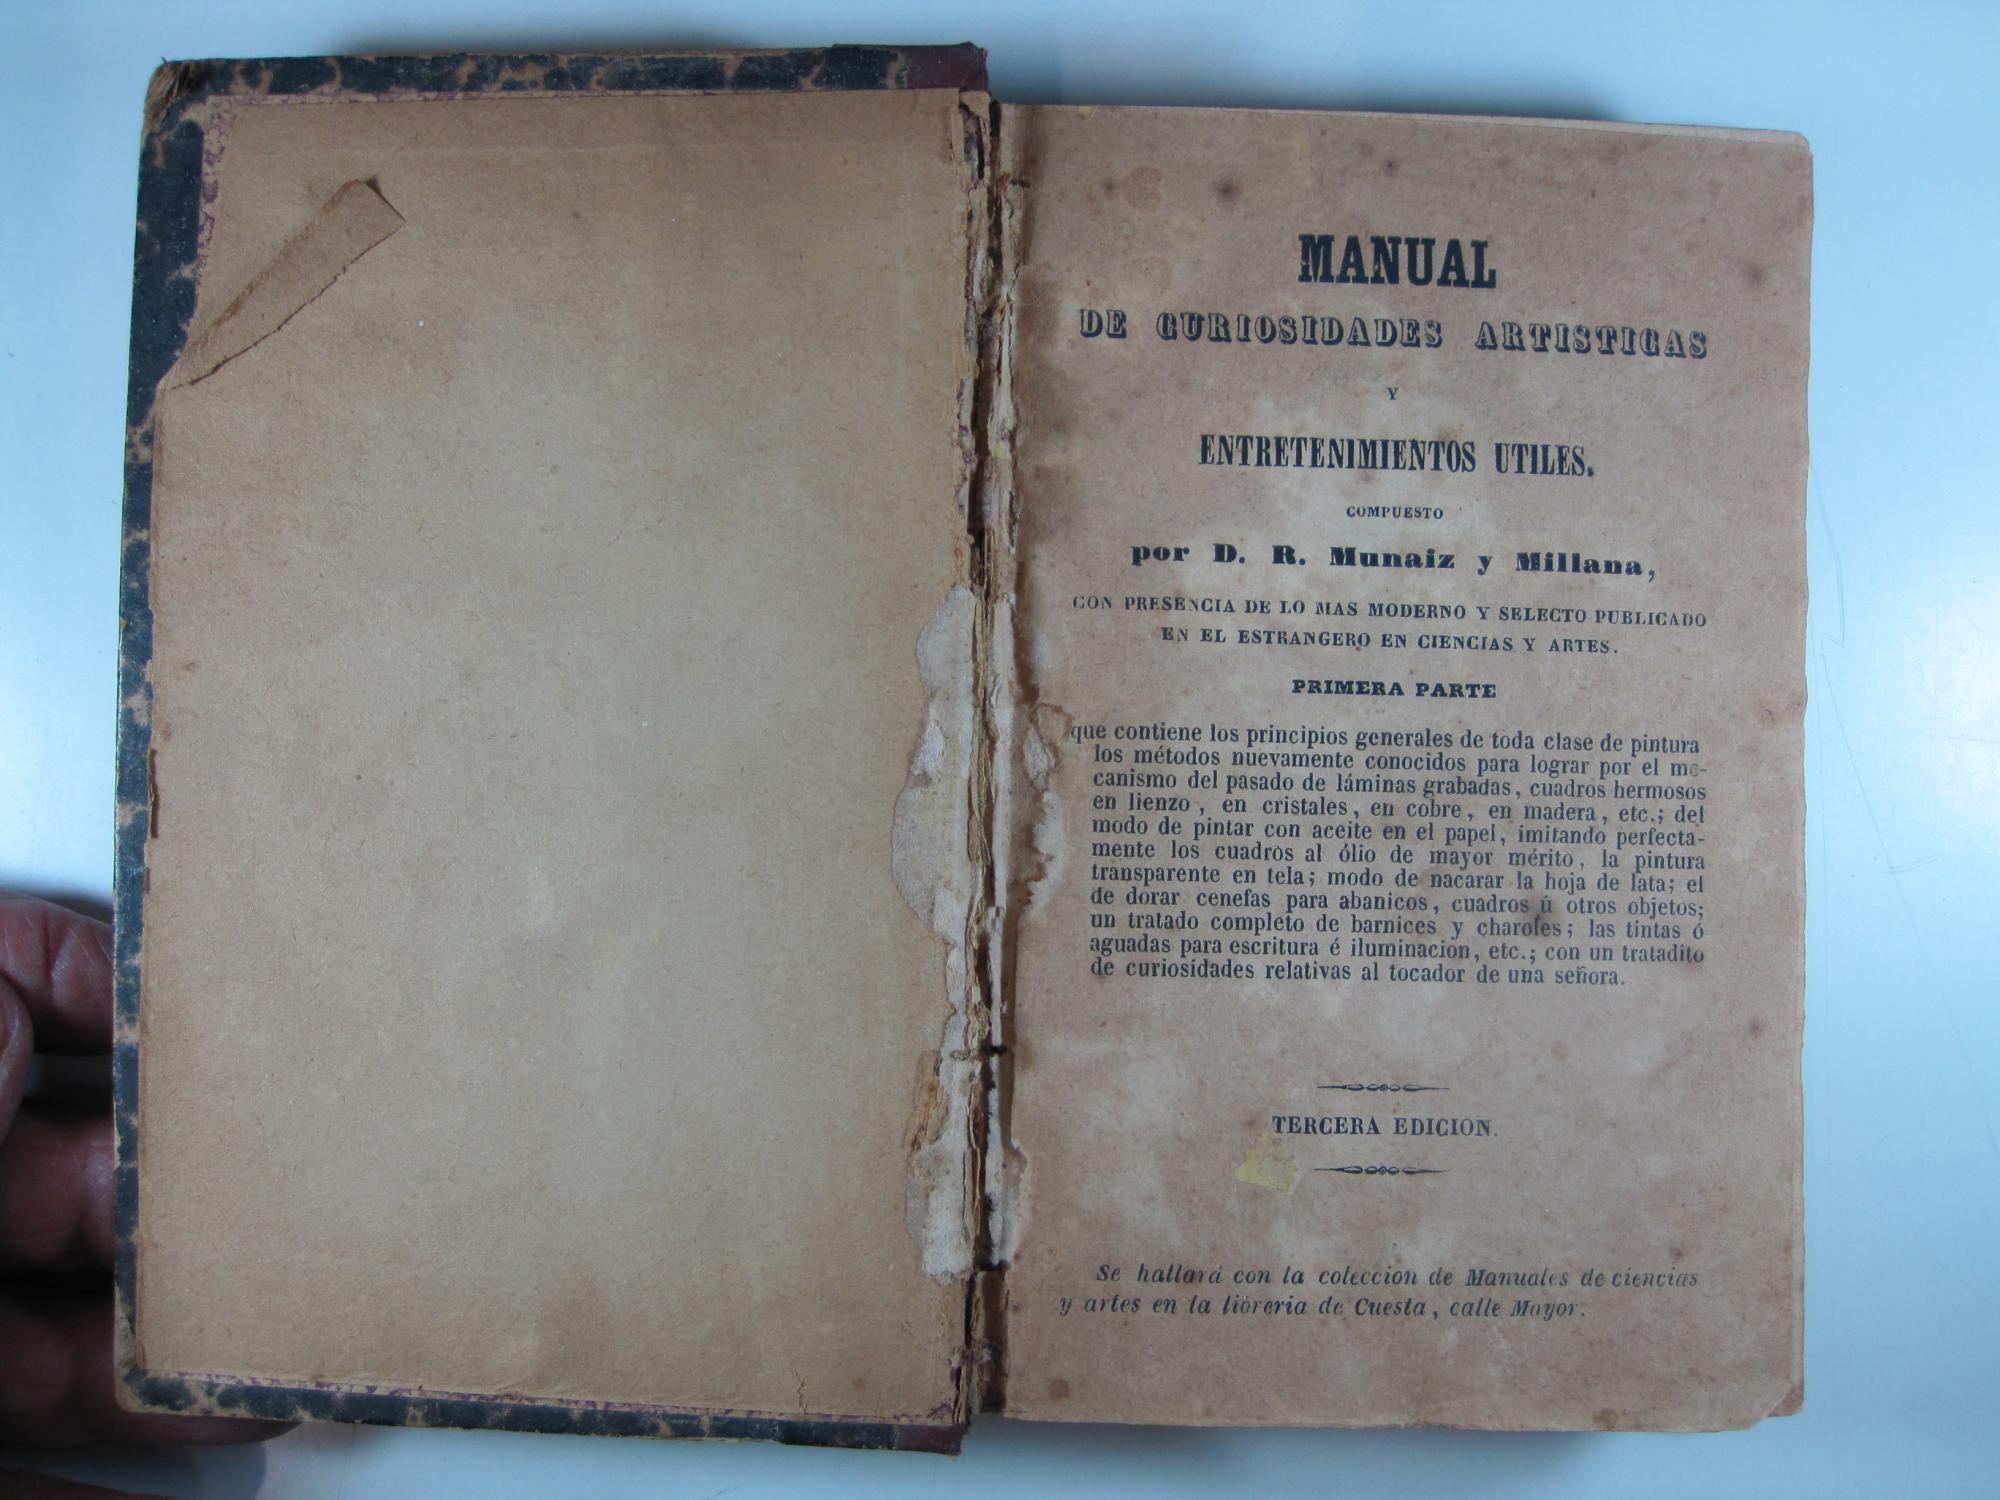 MANUAL
DE CURIOSIDADES ARTISTICAS
Y
ENTRETENIMIENTOS UTILES.
COMPUESTO
por D. R. Munaiz y Millana,
CON PRESENCIA DE LO MAS MODERNO Y SELECTO PUBLICADO
EN EL ESTRANGERO EN CIENCIAS Y ARTES.
PRIMERA PARTE
que contiene los principios generales de toda clase de pintura
los métodos nuevamente conocidos para lograr por el me-
canismo del pasado de láminas grabadas, cuadros hermosos
en lienzo, en cristales, en cobre, en madera, etc.; del
modo de pintar con aceite en el papel, imitando perfecta-
mente los cuadros al ólio de mayor mérito, la pintura
transparente en tela; modo de nacarar la hoja de lata; el
de dorar cenefas para abanicos, cuadros ú otros objetos;
un tratado completo de barnices y charoles; las tintas ó
aguadas para escritura é iluminacion, etc.; con un tratadito
de curiosidades relativas al tocador de una señora.
TERCERA EDICION.
Se hallará con la coleccion de Manuales de ciencias
y artes en la libreria de Cuesta, calle Mayor.